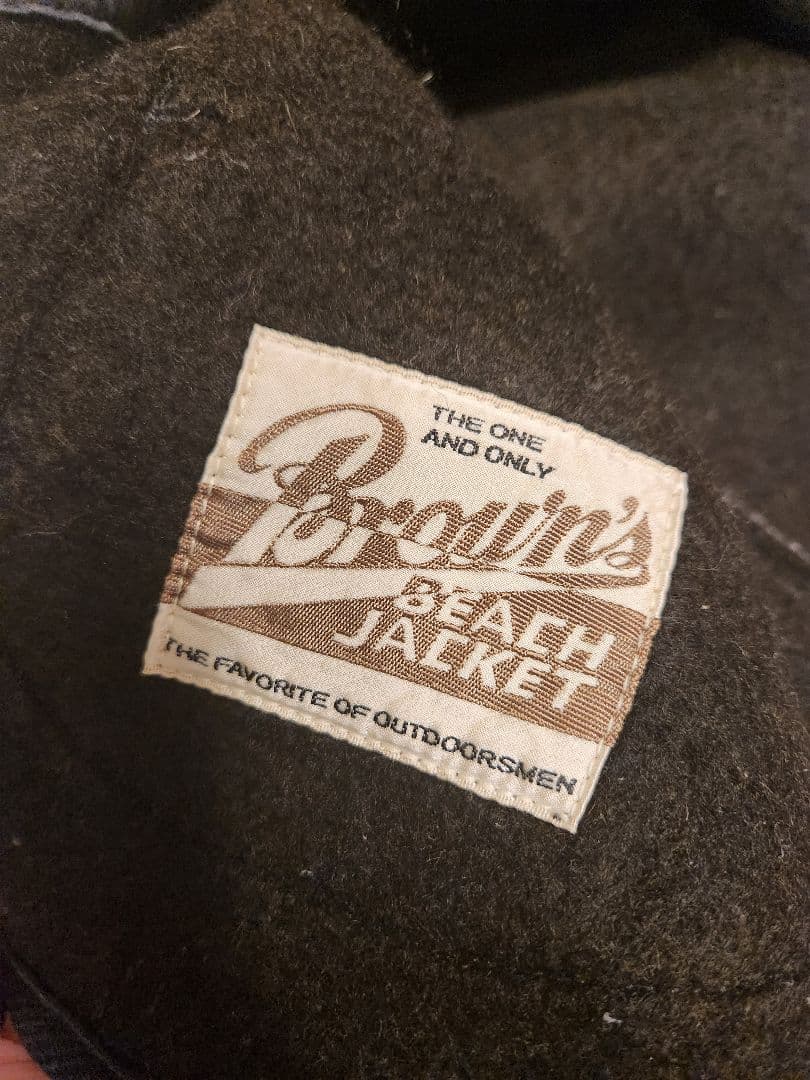 THE ONE
AND ONLY
Brown's
BEACH
JACKET
THE FAVORITE OF OUTDOORSMEN